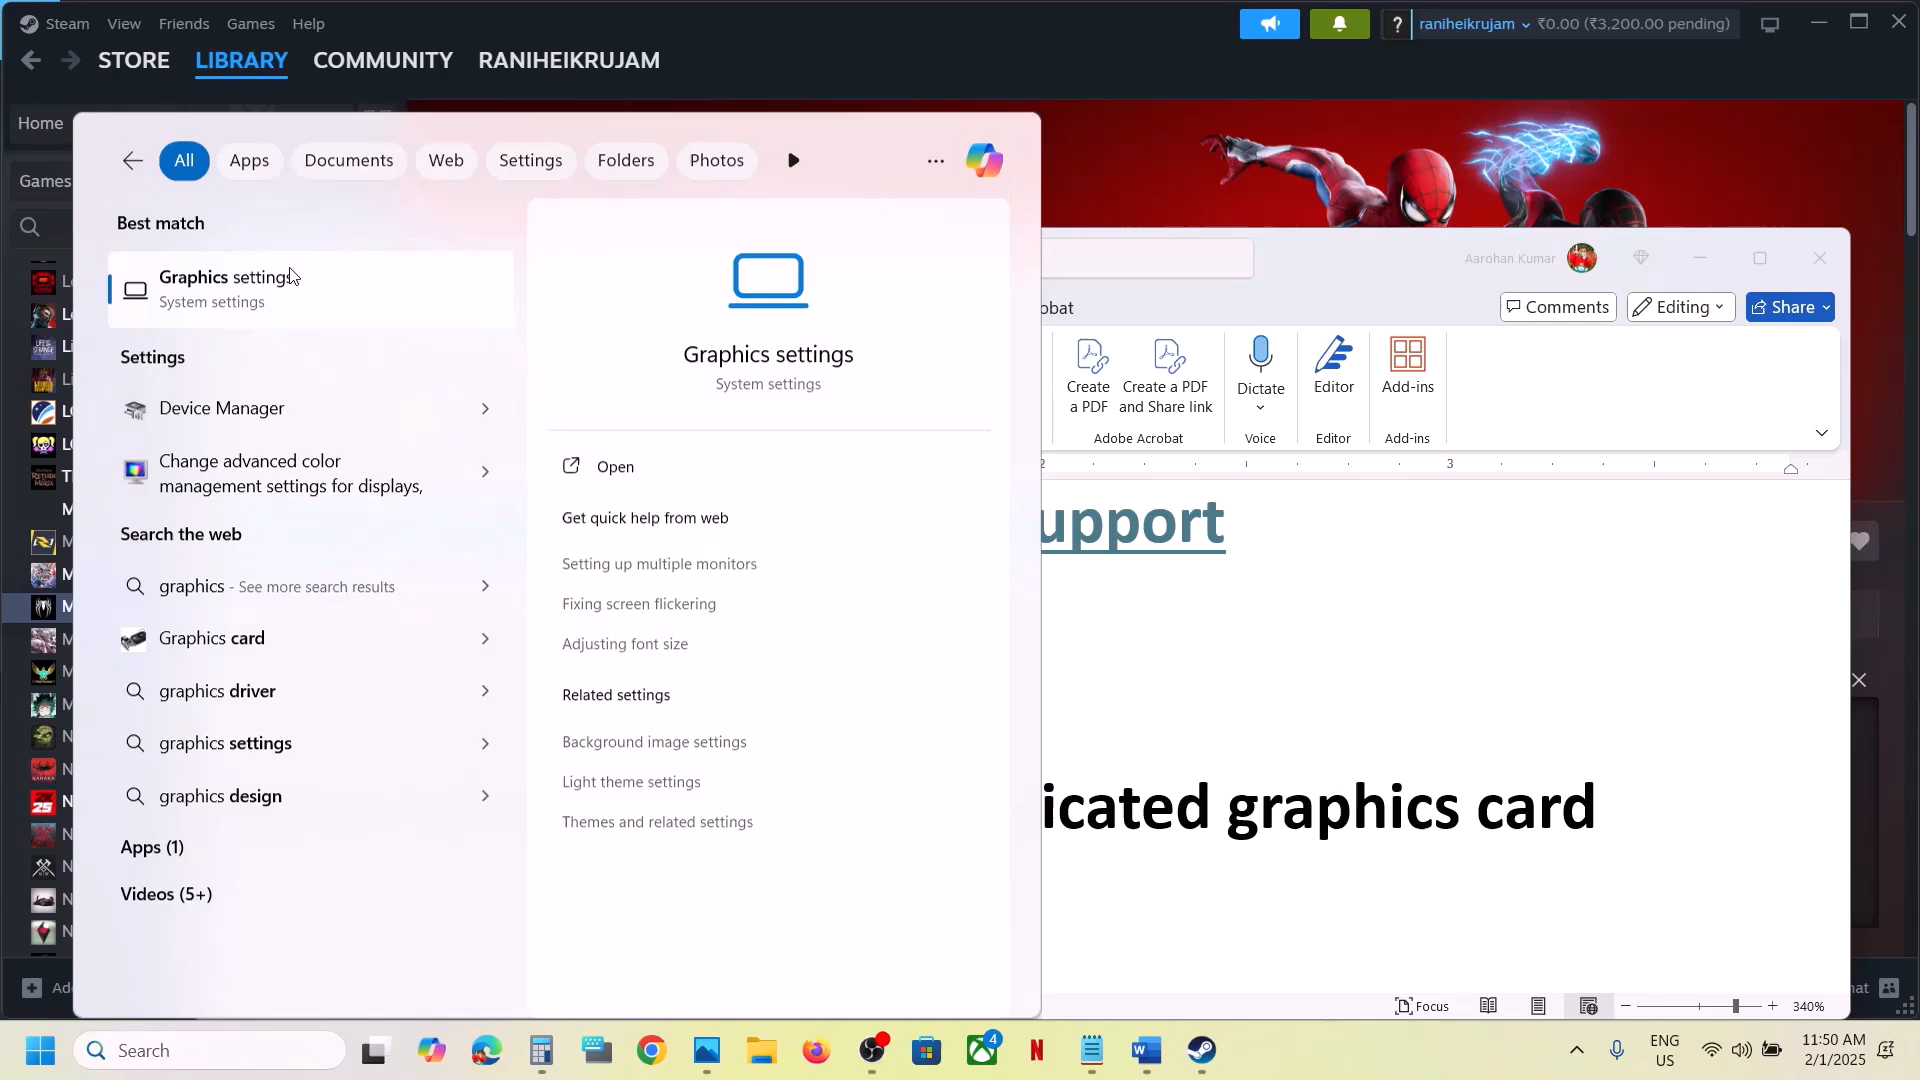 Steam View Friends Games Help
? raniheikrujam ₹0.00 (₹3,200.00 pending)
STORE LIBRARY COMMUNITY RANIHEIKRUJAM
Home
Games
All Apps Documents Web Settings Folders Photos
Best match
Graphics settings
System settings
Settings
Device Manager
Change advanced color
management settings for displays,
Search the web
graphics - See more search results
Graphics card
graphics driver
graphics settings
graphics design
Apps (1)
Videos (5+)
Graphics settings
System settings
Open
Get quick help from web
Setting up multiple monitors
Fixing screen flickering
Adjusting font size
Related settings
Background image settings
Light theme settings
Themes and related settings
Aarohan Kumar
obat
Comments Editing Share
Create
a PDF
Create a PDF
and Share link
Dictate
Editor
Add-ins
Adobe Acrobat Voice Editor Add-ins
2 3
upport
icated graphics card
Focus
340%
Search
4
N
ENG
US
11:50 AM
2/1/2025